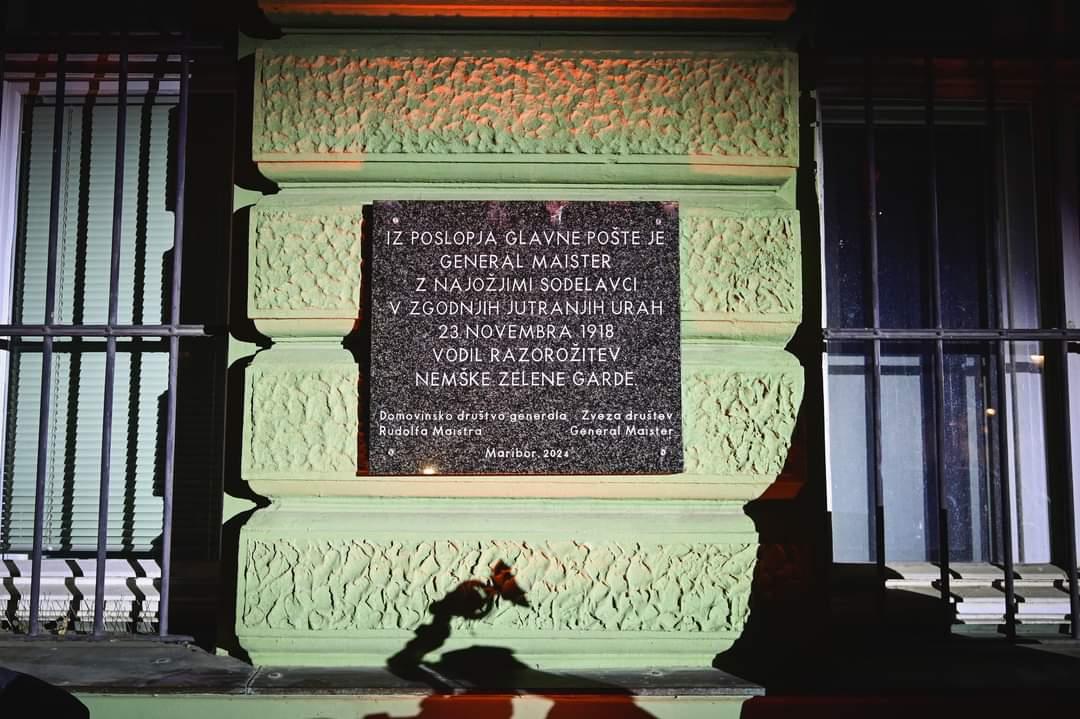 IZ POSLOPJA GLAVNE POŠTE JE
GENERAL MAISTER
Z NAJOŽJIMI SODELAVCI
V ZGODNJIH JUTRANJIH URAH
23. NOVEMBRA 1918
VODIL RAZOROŽITEV
NEMŠKE ZELENE GARDE.
Domovinsko društvo generala Zveza društev
Rudolfa Maistra General Maister
Maribor, 2024